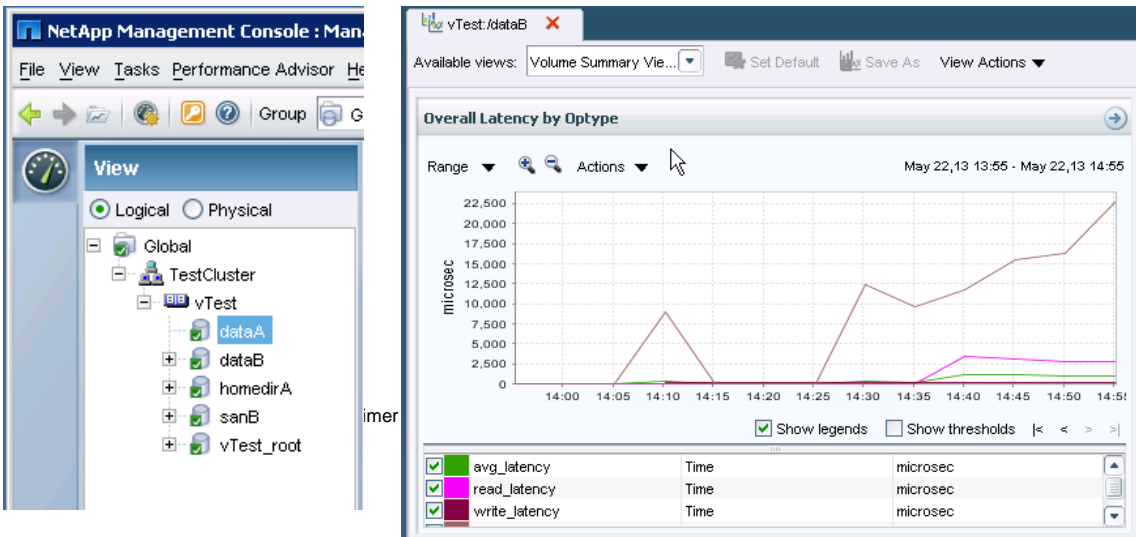 NetApp Management Console : Man
File View Tasks Performance Advisor He
Group G
View
Logical Physical
Global
TestCluster
vTest
dataA
dataB
homedirA
sanB
vTest_root
imer
vTest:/dataB
Available views: Volume Summary Vie... Set Default Save As View Actions
Overall Latency by Optype
Range Actions May 22,13 13:55 - May 22,13 14:55
microsec
22,500
20,000
17,500
15,000
12,500
10,000
7,500
5,000
2,500
0
14:00 14:05 14:10 14:15 14:20 14:25 14:30 14:35 14:40 14:45 14:50 14:55
Show legends Show thresholds |< < > >|
avg_latency Time microsec
read_latency Time microsec
write_latency Time microsec